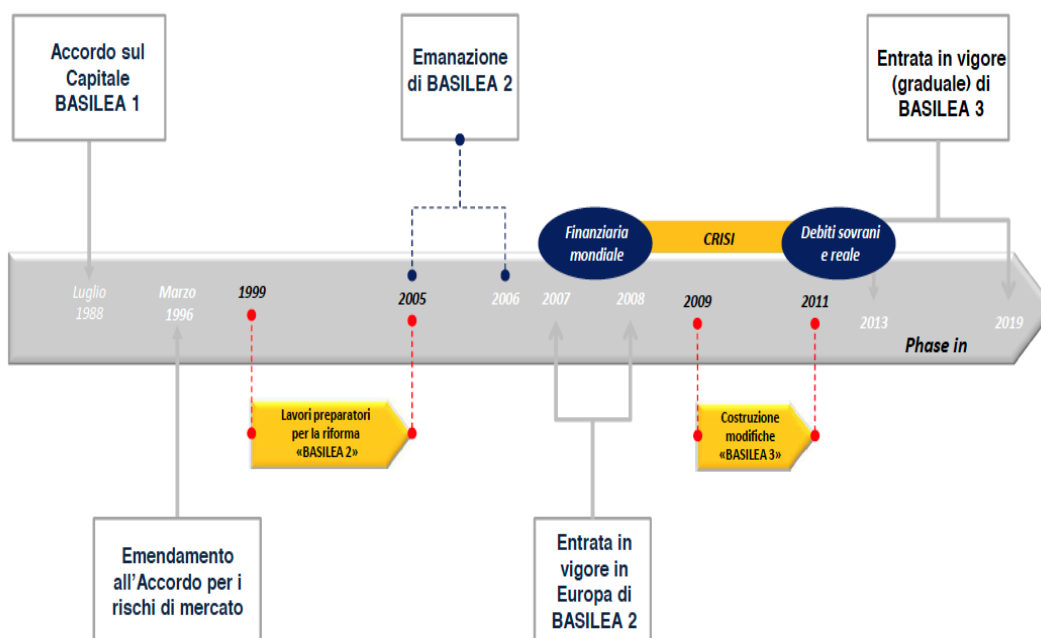 Accordo sul
Capitale
BASILEA 1
Emanazione
di BASILEA 2
Entrata in vigore
(graduale) di
BASILEA 3
Finanziaria
mondiale
CRISI
Debiti sovrani
e reale
Luglio
1988
Marzo
1996
1999
2005
2006
2007
2008
2009
2011
2013
2019
Phase in
Lavori preparatori
per la riforma
«BASILEA 2»
Costruzione
modifiche
«BASILEA 3»
Emendamento
all'Accordo per i
rischi di mercato
Entrata in
vigore in
Europa di
BASILEA 2